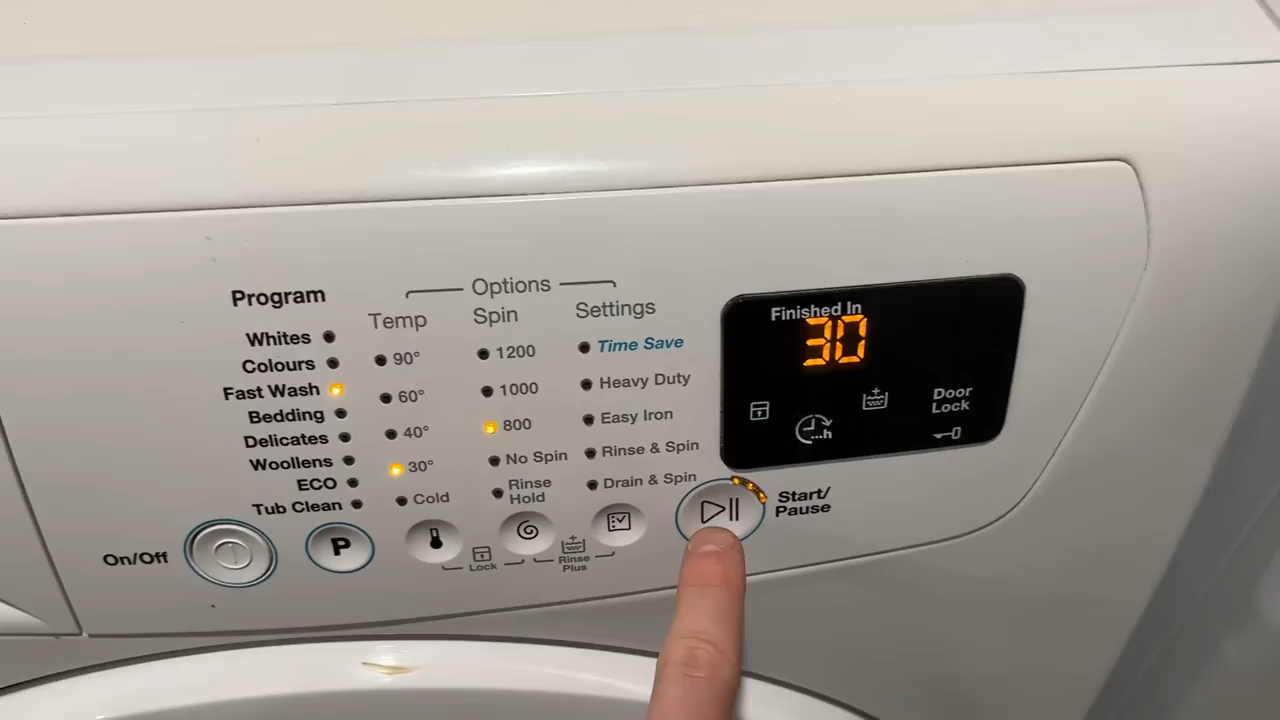 Program
Whites
Colours
Fast Wash
Bedding
Delicates
Woollens
ECO
Tub Clean
On/Off
P
Options
Temp
90°
60°
40°
30°
Cold
Spin
1200
1000
800
No Spin
Rinse
Hold
Settings
Time Save
Heavy Duty
Easy Iron
Rinse & Spin
Drain & Spin
Lock
Rinse
Plus
Start/
Pause
Finished In
30
...h
Door
Lock